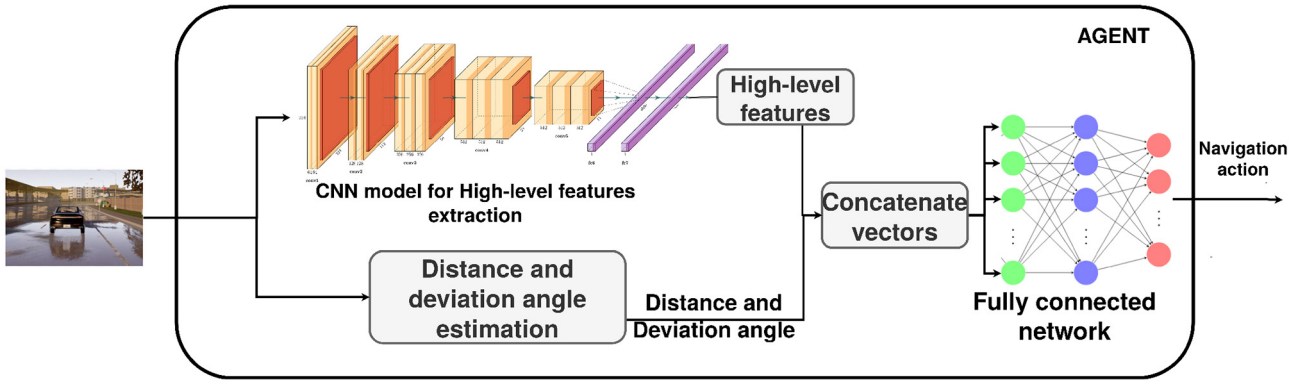 AGENT
High-level
features
CNN model for High-level features
extraction
Navigation
action
Concatenate
vectors
Distance and
deviation angle
estimation
Distance and
Deviation angle
Fully connected
network